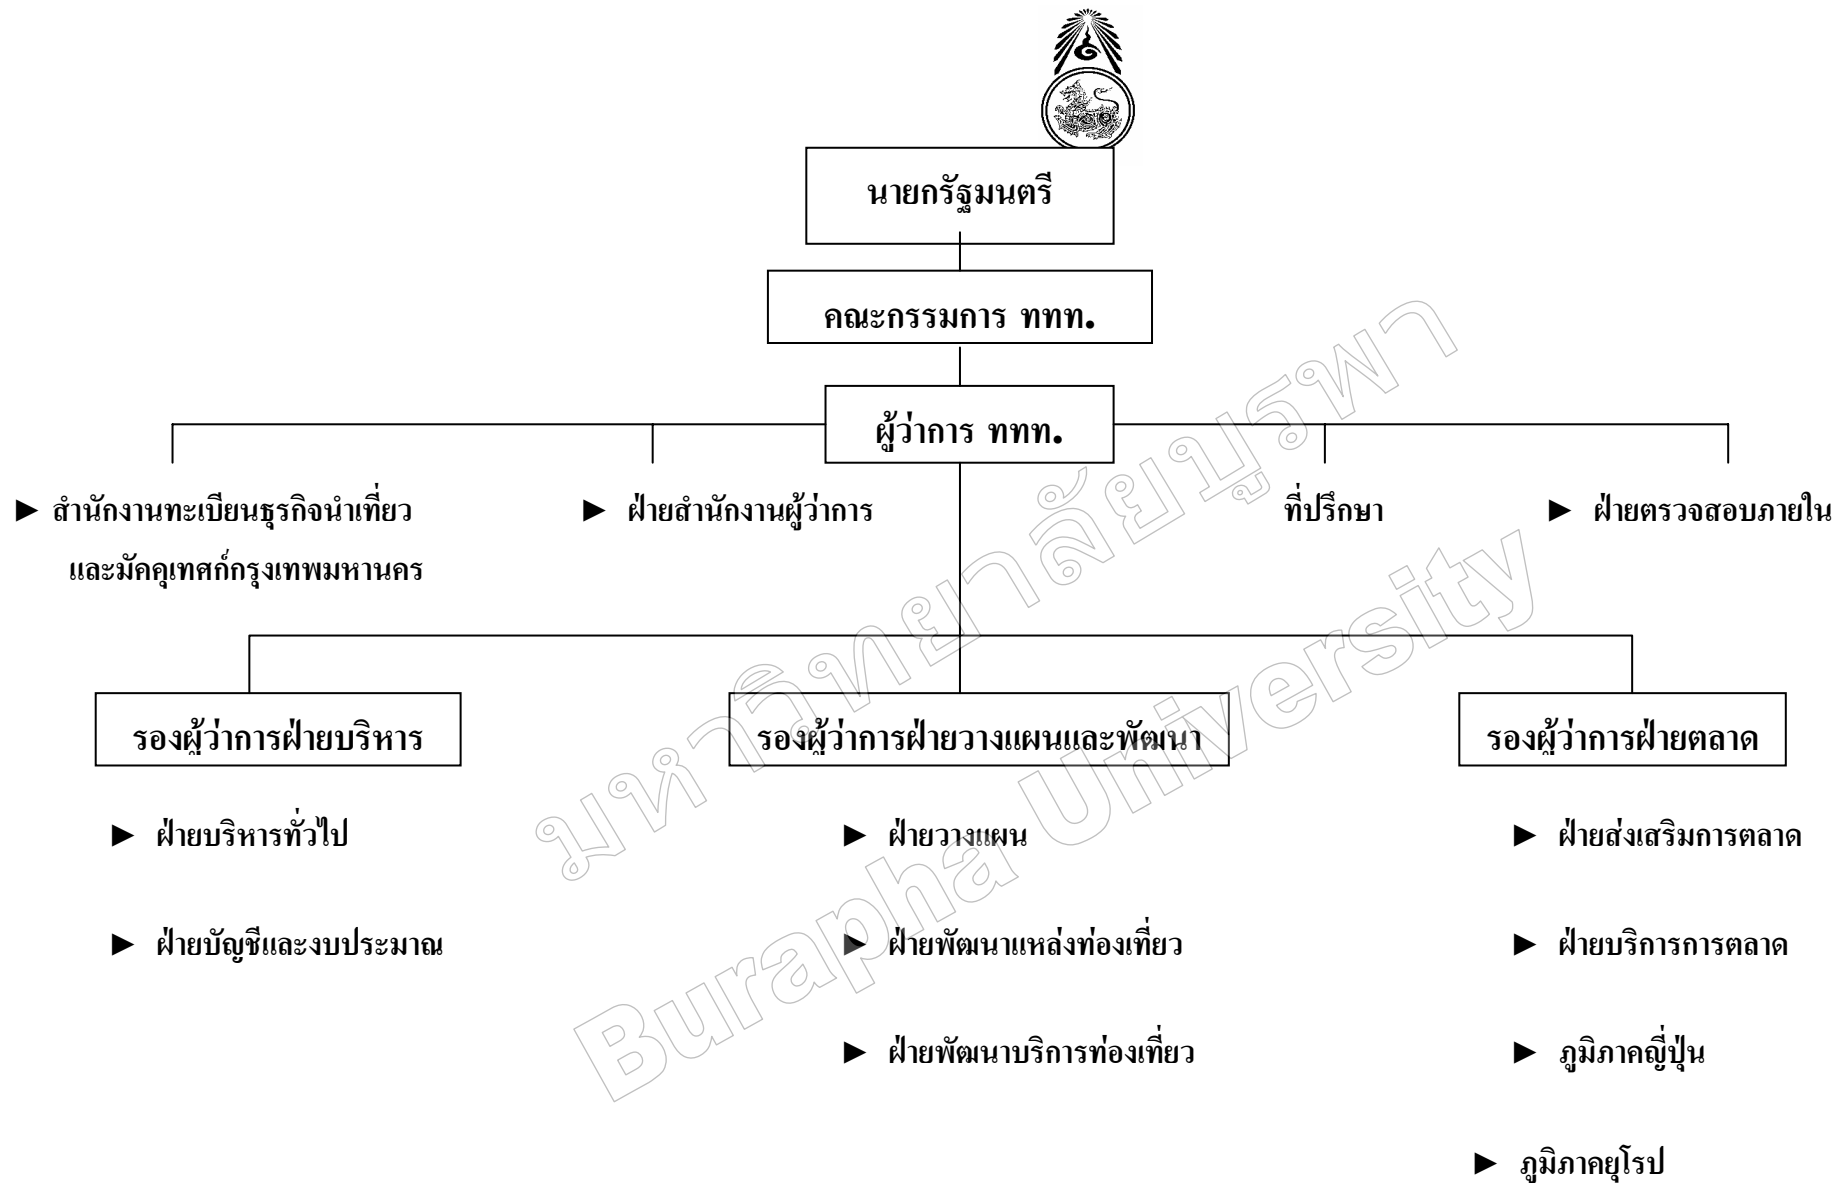 นายกรัฐมนตรี
คณะกรรมการ ททท.
ผู้ว่าการ ททท.
► สำนักงานทะเบียนธุรกิจนำเที่ยว
และมัคคุเทศก์กรุงเทพมหานคร
► ฝ่ายสำนักงานผู้ว่าการ
ที่ปรึกษา
► ฝ่ายตรวจสอบภายใน
รองผู้ว่าการฝ่ายบริหาร
► ฝ่ายบริหารทั่วไป
► ฝ่ายบัญชีและงบประมาณ
รองผู้ว่าการฝ่ายวางแผนและพัฒนา
► ฝ่ายวางแผน
► ฝ่ายพัฒนาแหล่งท่องเที่ยว
► ฝ่ายพัฒนาบริการท่องเที่ยว
รองผู้ว่าการฝ่ายตลาด
► ฝ่ายส่งเสริมการตลาด
► ฝ่ายบริการการตลาด
► ภูมิภาคญี่ปุ่น
► ภูมิภาคยุโรป
มหาวิทยาลัยบูรพา
Burapha University